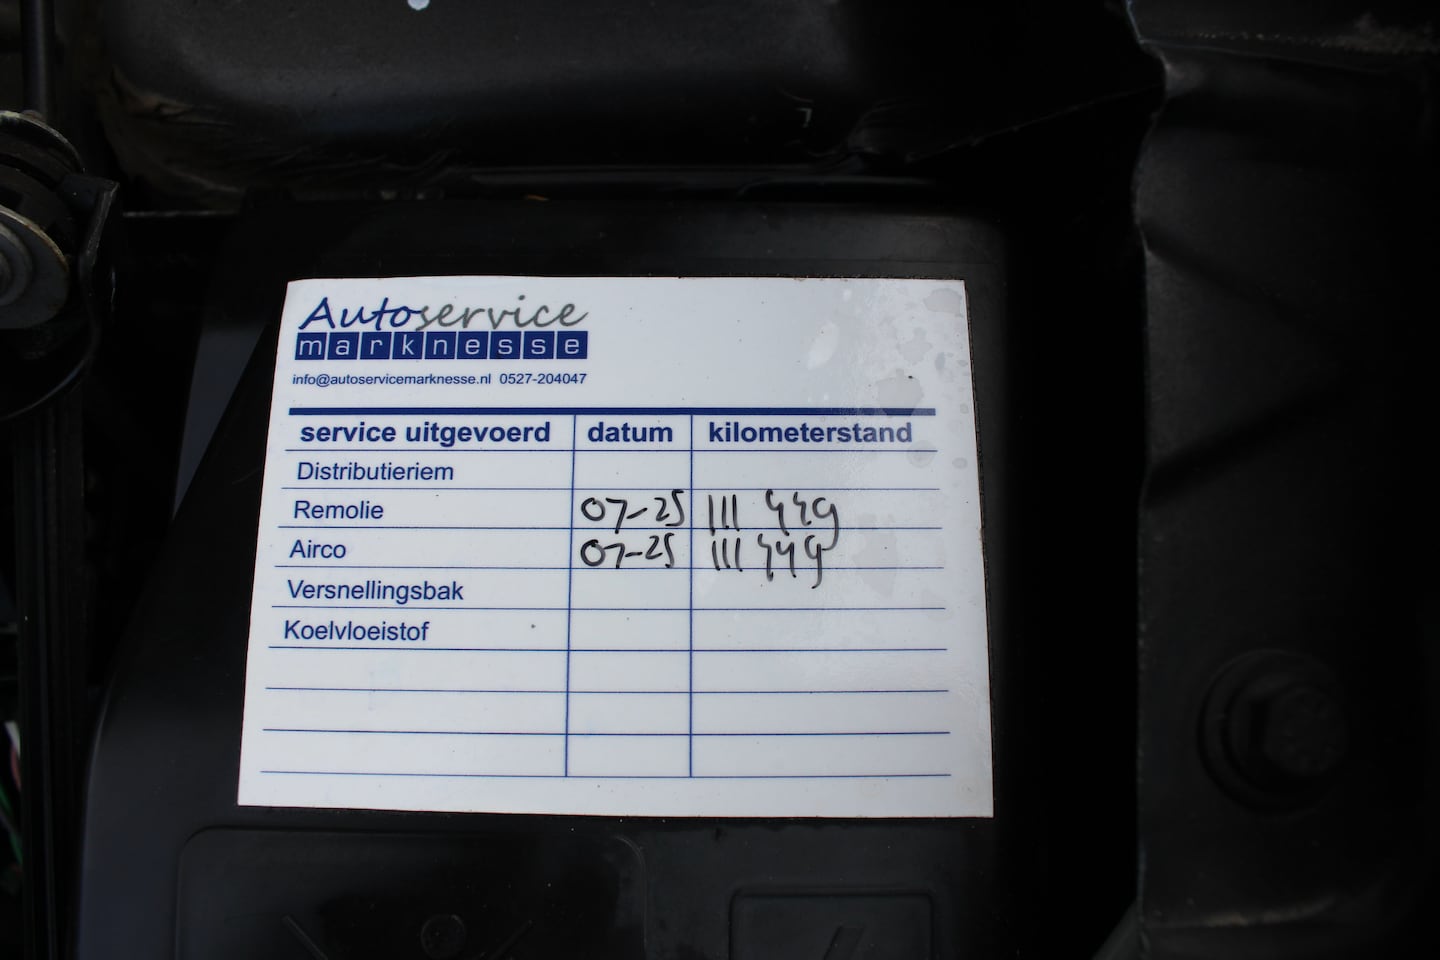 Autoservice
marknesse
info@autoservicemarknesse.nl 0527-204047
service uitgevoerd datum kilometerstand
Distributieriem
Remolie 07-25 111 449
Airco 07-25 111 449
Versnellingsbak
Koelvloeistof